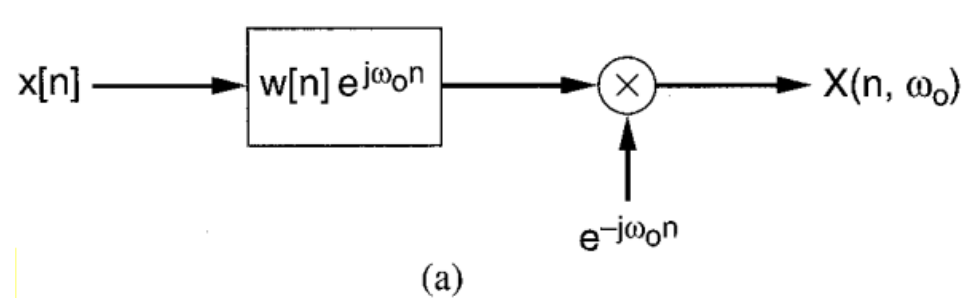 x[n] w[n] e^{jω₀n} × X(n, ω₀)
e^{-jω₀n}
(a)